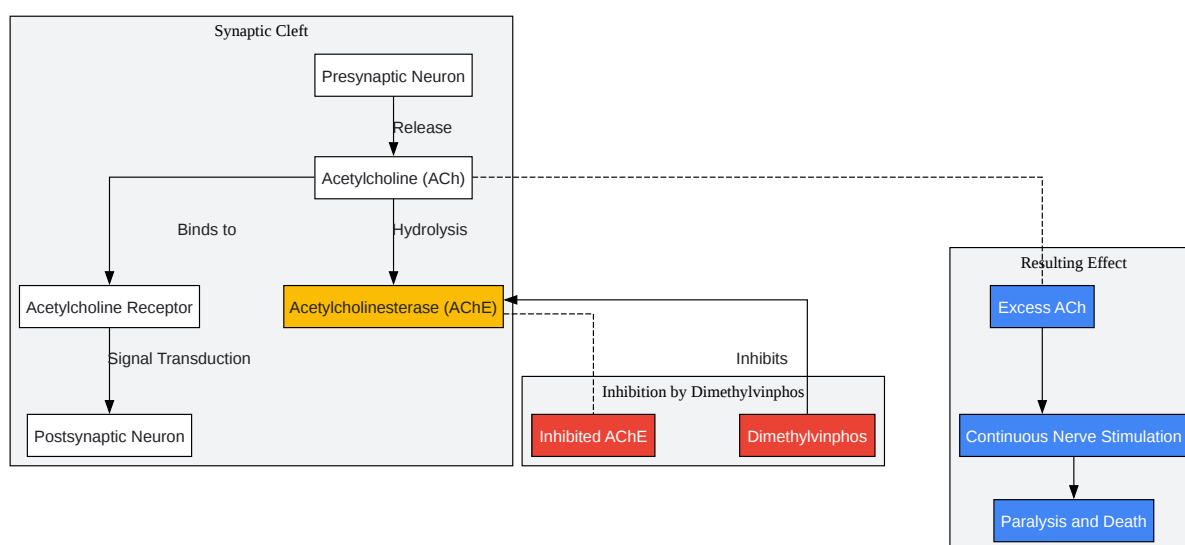 Synaptic Cleft
Presynaptic Neuron
Release
Acetylcholine (ACh)
Binds to
Hydrolysis
Acetylcholine Receptor
Acetylcholinesterase (AChE)
Signal Transduction
Postsynaptic Neuron
Inhibits
Inhibition by Dimethylvinphos
Inhibited AChE
Dimethylvinphos
Resulting Effect
Excess ACh
Continuous Nerve Stimulation
Paralysis and Death